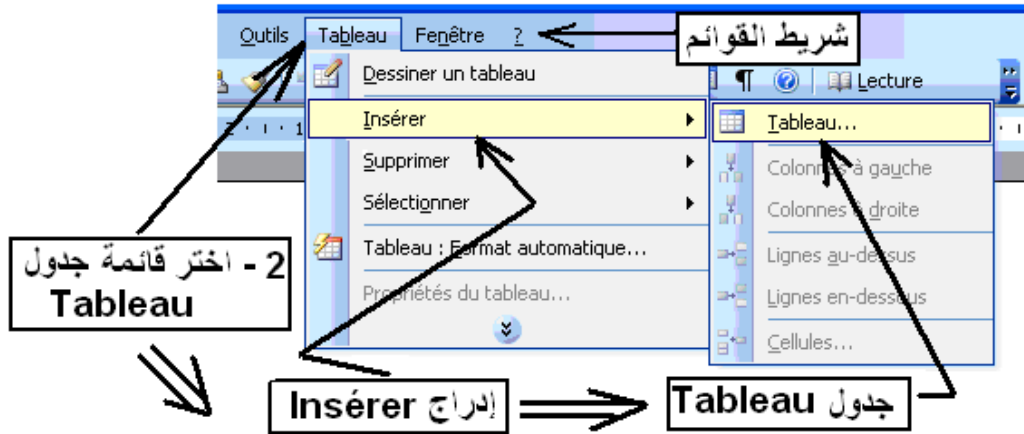 Outils Tableau Fenêtre ?
شريط القوائم
Lecture
Dessiner un tableau
Insérer
Supprimer
Sélectionner
Tableau : Format automatique...
Propriétés du tableau...
Tableau...
Colonnes à gauche
Colonnes à droite
Lignes au-dessus
Lignes en-dessous
Cellules...
2 - اختر قائمة جدول
Tableau
إدراج Insérer
جدول Tableau